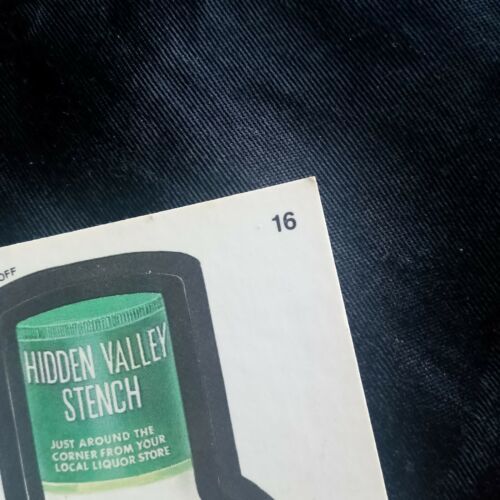 16
OFF
HIDDEN VALLEY
STENCH
JUST AROUND THE
CORNER FROM YOUR
LOCAL LIQUOR STORE